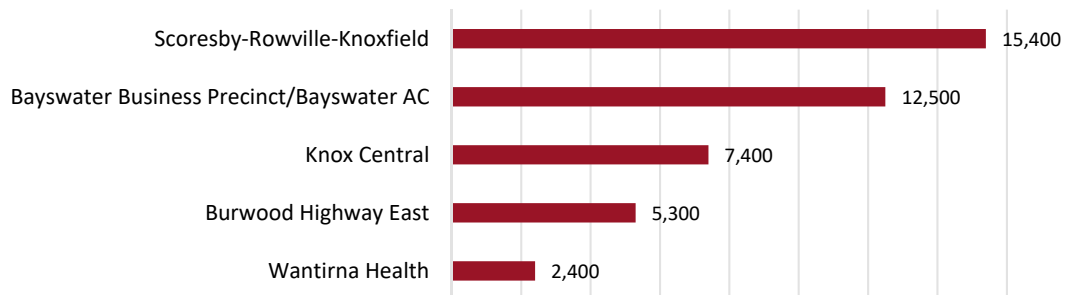 Scoresby-Rowville-Knoxfield 15,400
Bayswater Business Precinct/Bayswater AC 12,500
Knox Central 7,400
Burwood Highway East 5,300
Wantirna Health 2,400